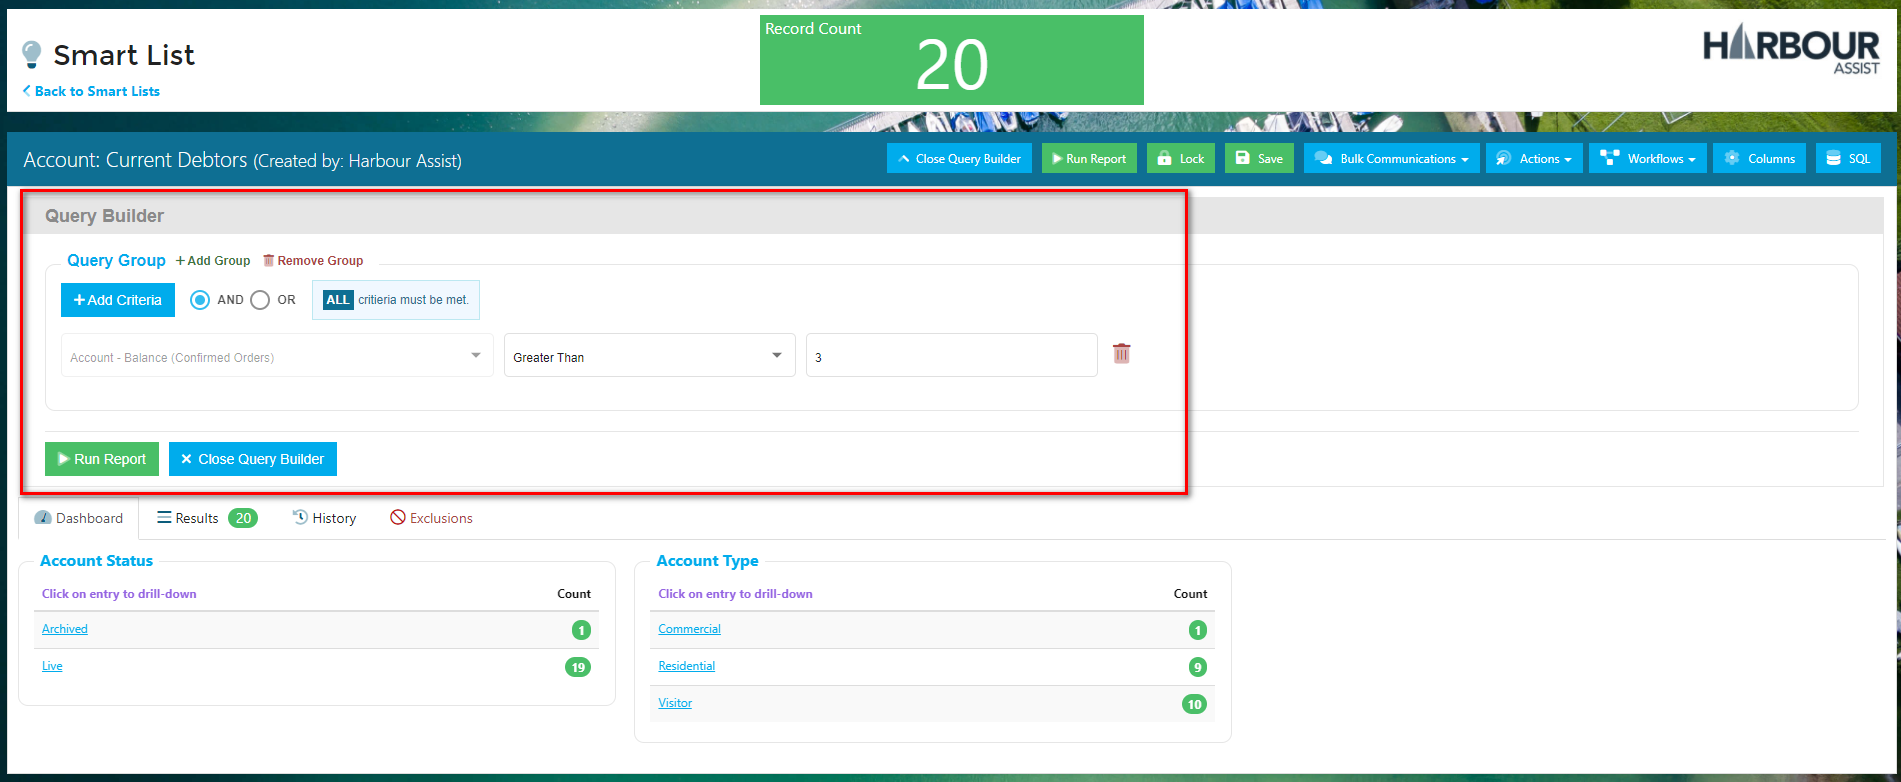 Smart List
Back to Smart Lists
Record Count
20
HARBOUR
ASSIST
Account: Current Debtors (Created by: Harbour Assist)
Close Query Builder
Run Report
Lock
Save
Bulk Communications
Actions
Workflows
Columns
SQL
Query Builder
Query Group +Add Group Remove Group
+Add Criteria AND OR ALL critieria must be met.
Account - Balance (Confirmed Orders) Greater Than 3
Run Report × Close Query Builder
Dashboard Results 20 History Exclusions
Account Status
Click on entry to drill-down Count
Archived 1
Live 19
Account Type
Click on entry to drill-down Count
Commercial 1
Residential 9
Visitor 10